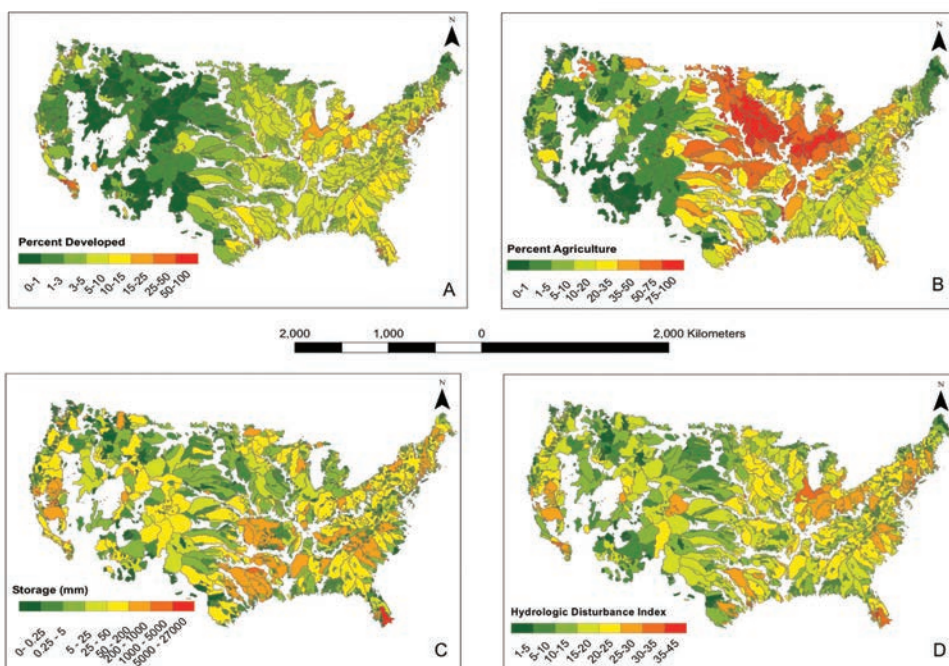 N
Percent Developed
0-1
1-3
3-5
5-10
10-15
15-25
25-50
50-100
A
N
Percent Agriculture
0-1
1-5
5-10
10-20
20-35
35-50
50-75
75-100
B
2,000
1,000
0
2,000 Kilometers
N
Storage (mm)
0- 0.25
0.25 - 5
5 - 25
25 - 50
50 - 200
200 - 1000
1000 - 5000
5000 - 27000
C
N
Hydrologic Disturbance Index
1-5
5-10
10-15
15-20
20-25
25-30
30-35
35-45
D